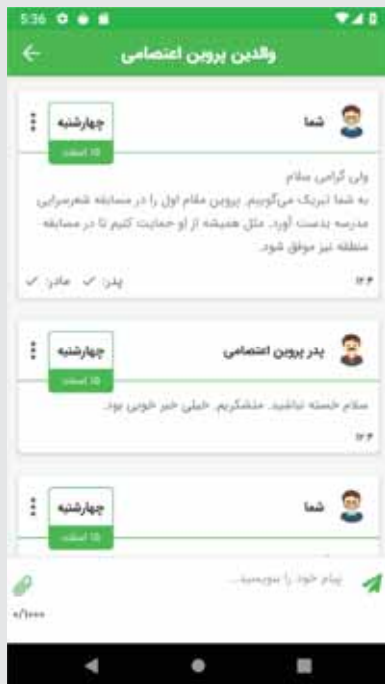 5:36
والدین پروین اعتصامی
شما
چهارشنبه
۱۵ اسفند
ولی گرامی سلام
به شما تبریک می‌گوییم. پروین مقام اول را در مسابقه شعرسرایی
مدرسه بدست آورد. مثل همیشه از او حمایت کنیم تا در مسابقه
منطقه نیز موفق شود.
پدر: ✓ مادر: ✓
پدر پروین اعتصامی
چهارشنبه
۱۵ اسفند
سلام خسته نباشید. متشکریم. خیلی خبر خوبی بود.
شما
چهارشنبه
۱۵ اسفند
پیام خود را بنویسید...
۰/۱۰۰۰